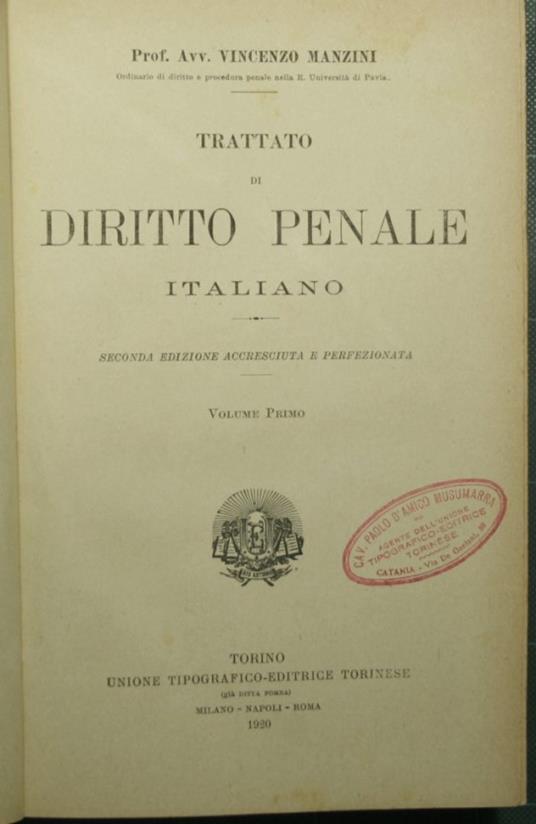 Prof. Avv. VINCENZO MANZINI
Ordinario di diritto e procedura penale nella R. Università di Pavia.
TRATTATO
DI
DIRITTO PENALE
ITALIANO
SECONDA EDIZIONE ACCRESCIUTA E PERFEZIONATA
VOLUME PRIMO
CAV. PAOLO D'AMICO MUSUMARRA
AGENTE DELL'UNIONE
TIPOGRAFICO-EDITRICE
TORINESE
CATANIA - Via De
TORINO
UNIONE TIPOGRAFICO-EDITRICE TORINESE
(già DITTA POMBA)
MILANO - NAPOLI - ROMA
1920